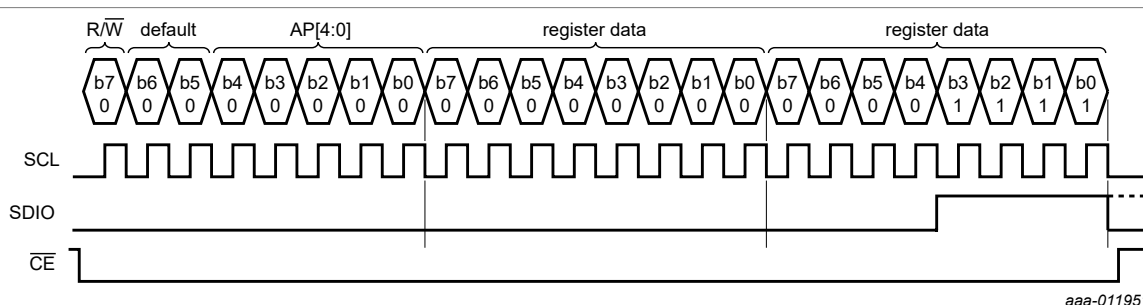 R/W̅ default AP[4:0] register data register data
b7 b6 b5 b4 b3 b2 b1 b0 b7 b6 b5 b4 b3 b2 b1 b0 b7 b6 b5 b4 b3 b2 b1 b0
0 0 0 0 0 0 0 0 0 0 0 0 0 0 0 0 0 0 0 0 1 1 1 1
SCL
SDIO
C̅E̅
aaa-01195